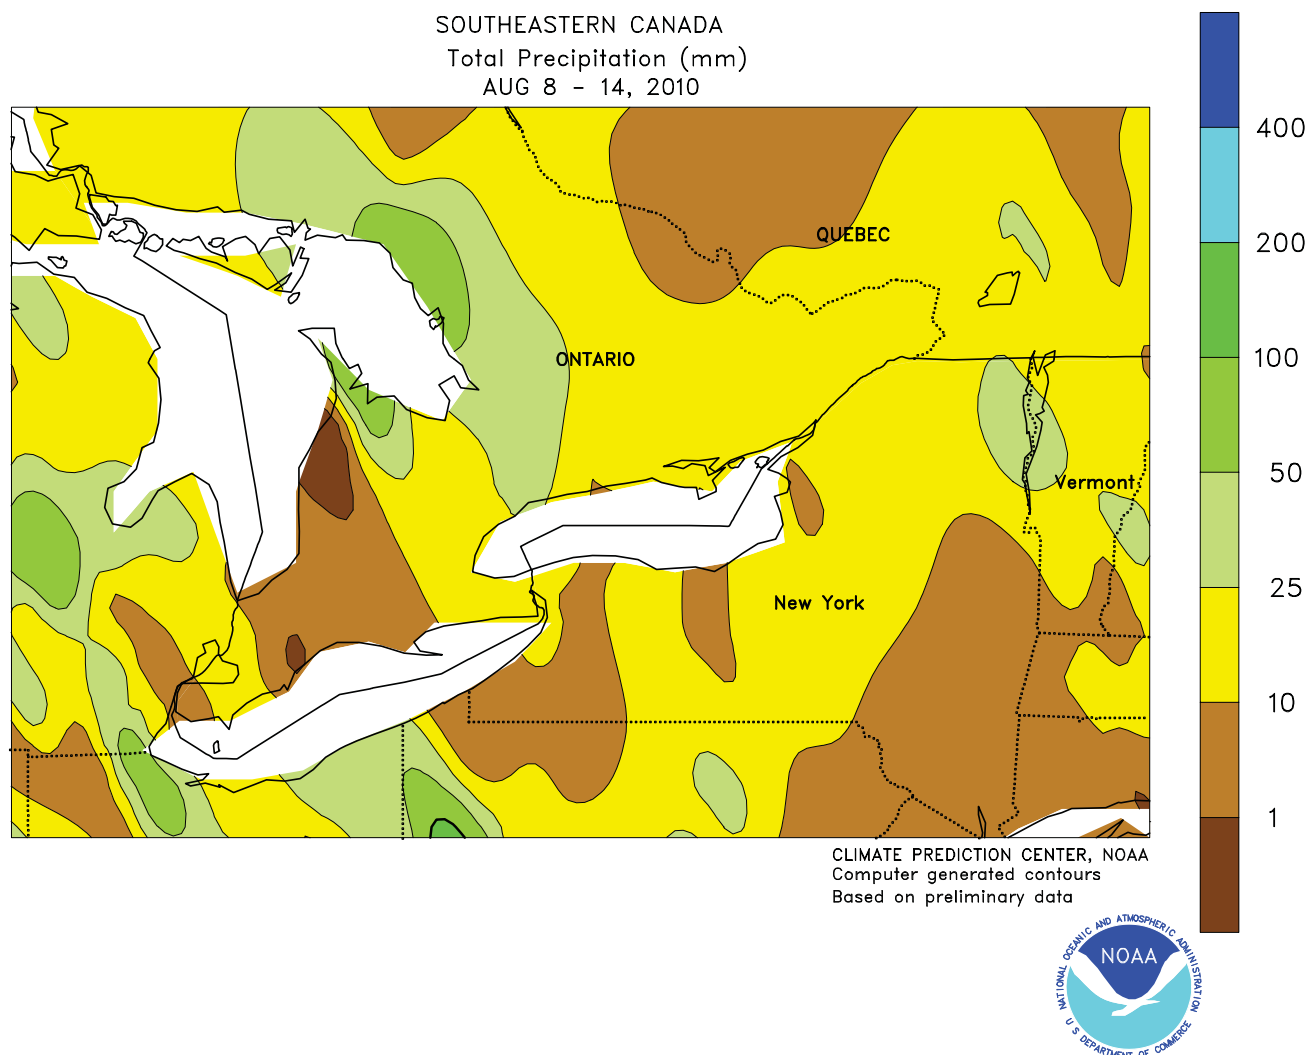 SOUTHEASTERN CANADA
Total Precipitation (mm)
AUG 8 - 14, 2010
400
200
100
50
25
10
1
QUEBEC
ONTARIO
Vermont
New York
CLIMATE PREDICTION CENTER, NOAA
Computer generated contours
Based on preliminary data
NATIONAL OCEANIC AND ATMOSPHERIC ADMINISTRATION
NOAA
U S DEPARTMENT OF COMMERCE